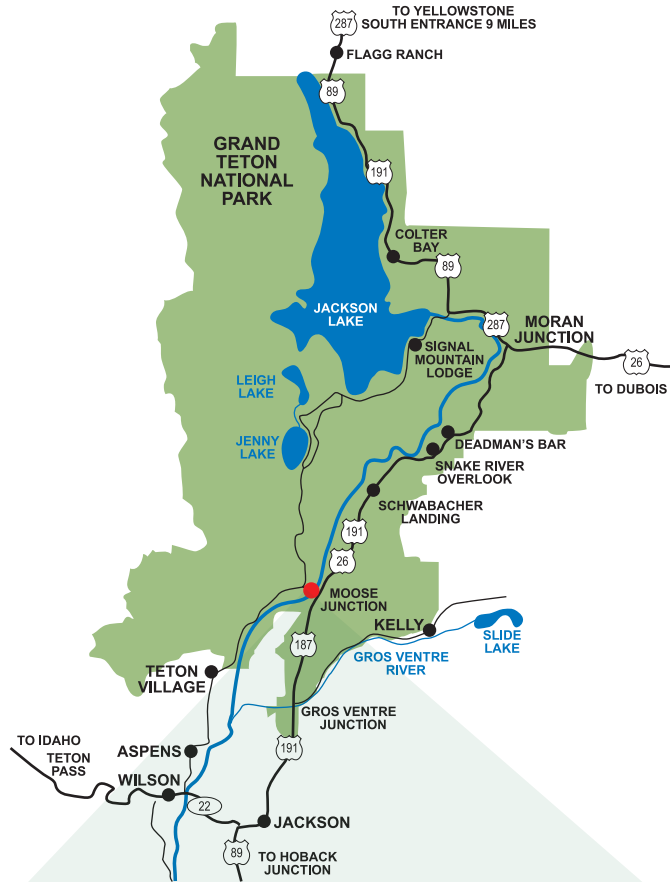 TO YELLOWSTONE
SOUTH ENTRANCE 9 MILES
287
FLAGG RANCH
89
GRAND
TETON
NATIONAL
PARK
191
COLTER
BAY
89
JACKSON
LAKE
287
MORAN
JUNCTION
SIGNAL
MOUNTAIN
LODGE
26
TO DUBOIS
LEIGH
LAKE
JENNY
LAKE
DEADMAN'S BAR
SNAKE RIVER
OVERLOOK
SCHWABACHER
LANDING
191
26
MOOSE
JUNCTION
KELLY
SLIDE
LAKE
187
GROS VENTRE
RIVER
TETON
VILLAGE
GROS VENTRE
JUNCTION
TO IDAHO
TETON
PASS
ASPENS
191
WILSON
22
JACKSON
89
TO HOBACK
JUNCTION